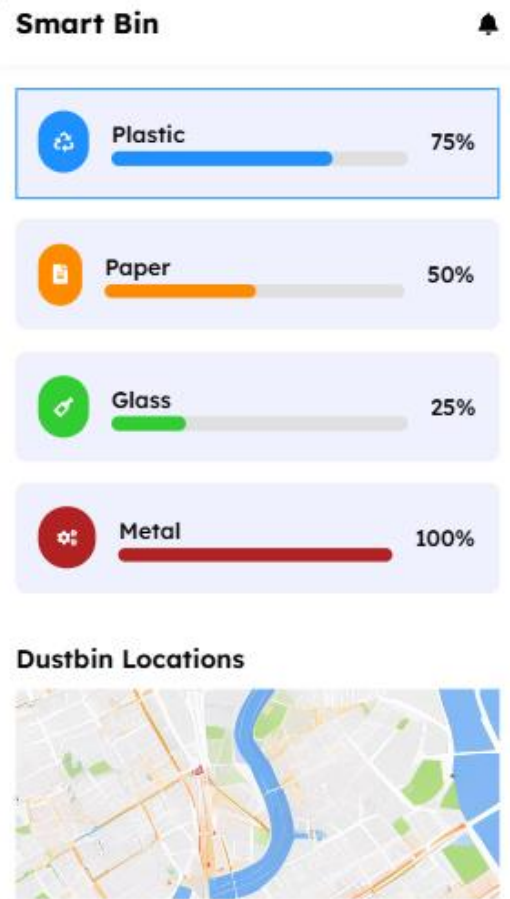 Smart Bin
Plastic
75%
Paper
50%
Glass
25%
Metal
100%
Dustbin Locations